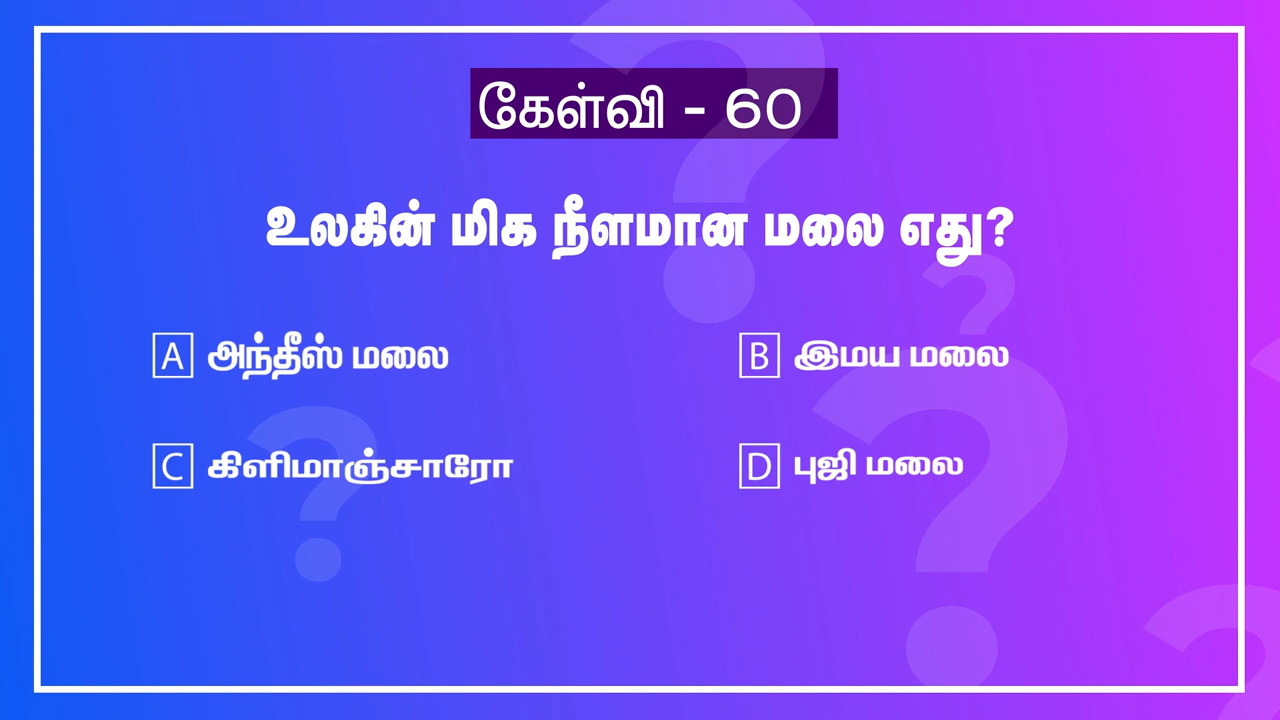 கேள்வி - 60
உலகின் மிக நீளமான மலை எது?
A அந்தீஸ் மலை
B இமய மலை
C கிளிமாஞ்சாரோ
D புஜி மலை